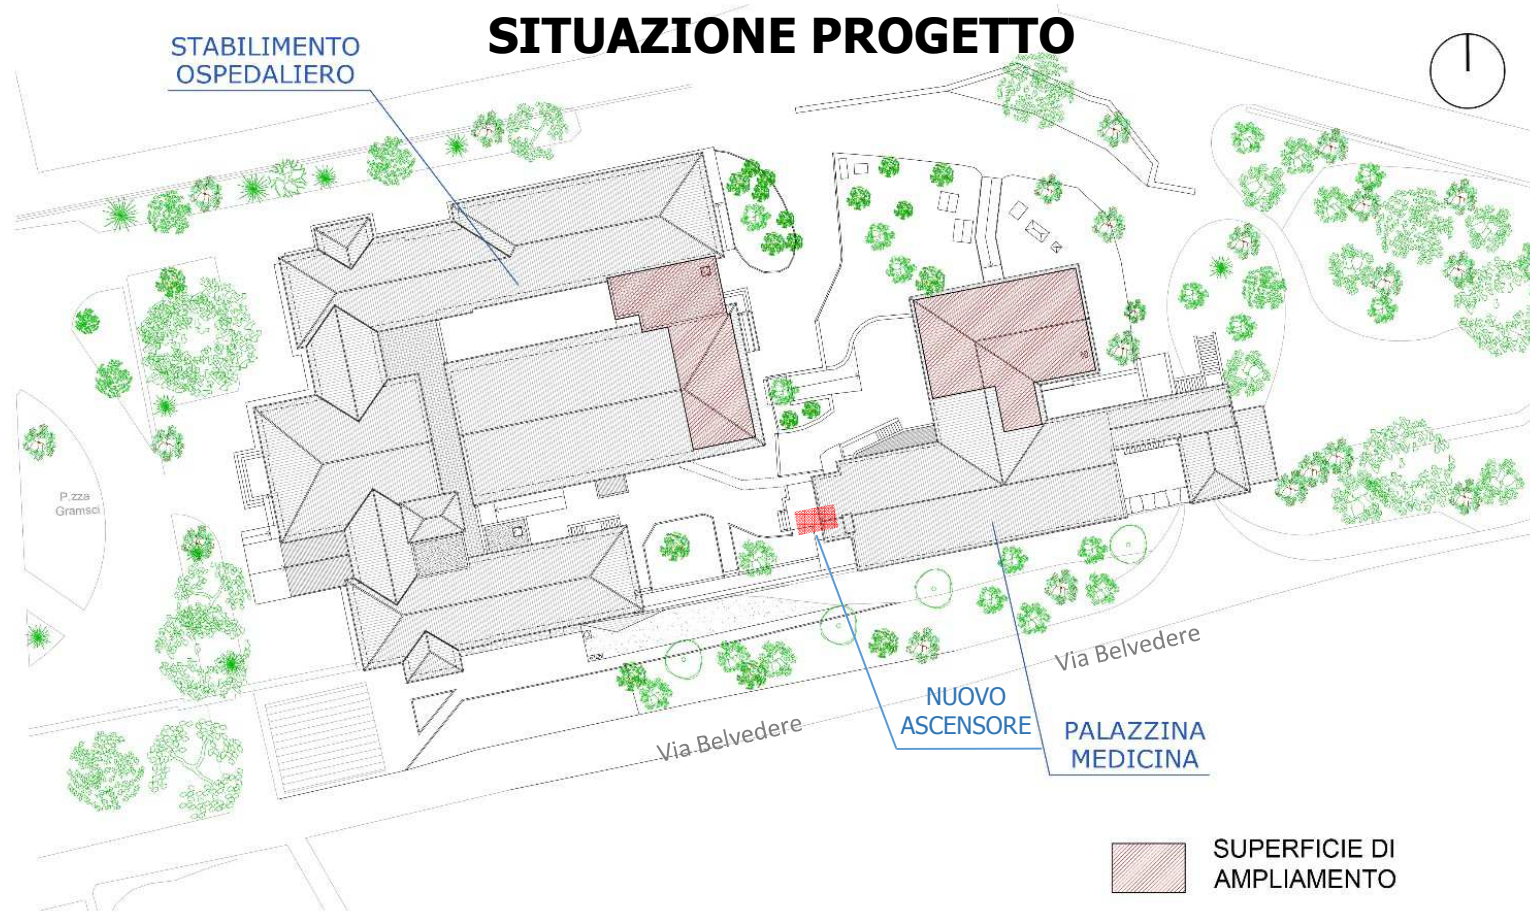 SITUAZIONE PROGETTO
STABILIMENTO
OSPEDALIERO
P.zza
Gramsci
Via Belvedere
Via Belvedere
NUOVO
ASCENSORE
PALAZZINA
MEDICINA
SUPERFICIE DI
AMPLIAMENTO